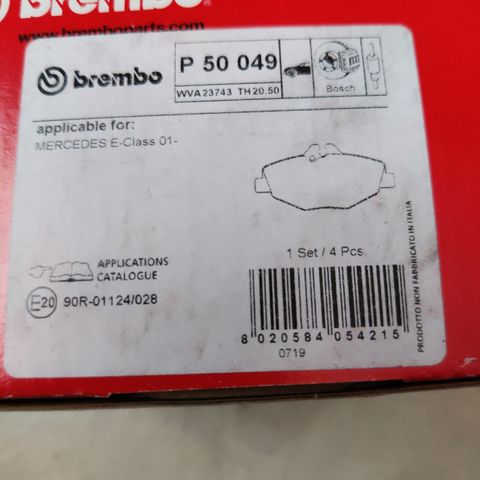 brembo
www.bremboparts.com
brembo
P 50 049
WVA 23743 TH 20.50
Bosch
applicable for:
MERCEDES E-Class 01-
1 Set / 4 Pcs
APPLICATIONS
CATALOGUE
E20 90R-01124/028
8 020584 054215
0719
PRODOTTO NON FABBRICATO IN ITALIA